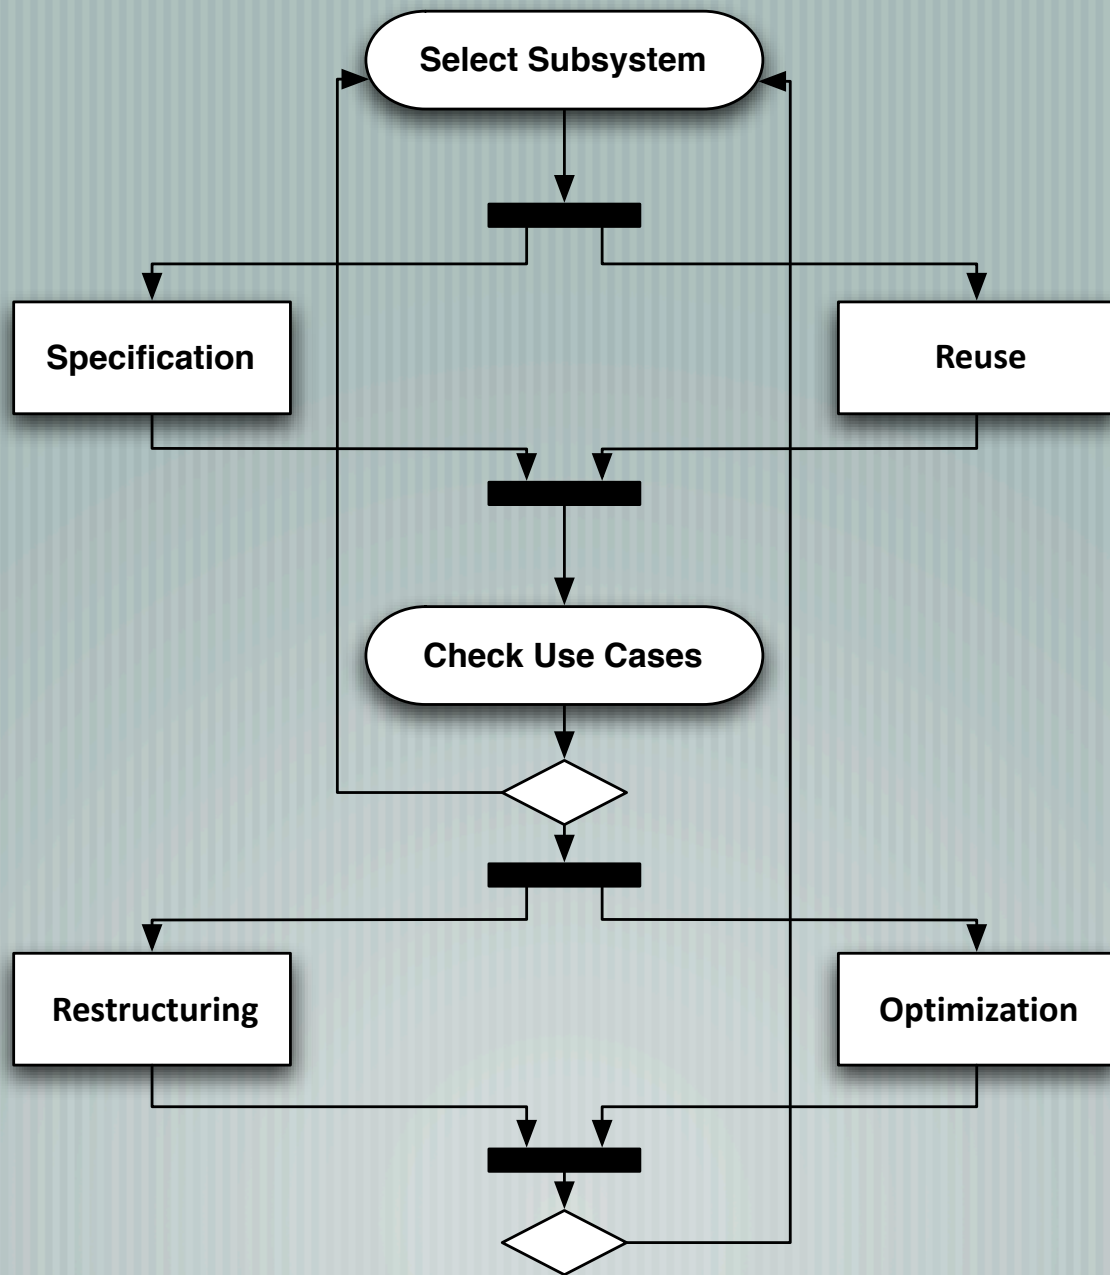 Select Subsystem
Specification
Reuse
Check Use Cases
Restructuring
Optimization